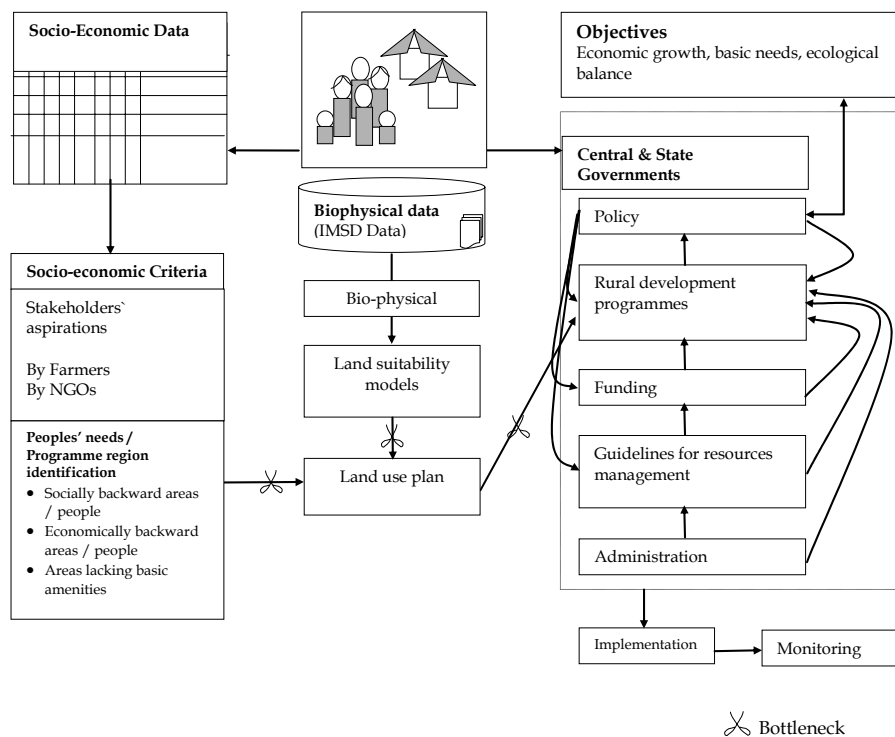 Socio-Economic Data
Objectives
Economic growth, basic needs, ecological
balance
Central & State
Governments
Biophysical data
(IMSD Data)
Policy
Socio-economic Criteria
Stakeholders`
aspirations
By Farmers
By NGOs
Bio-physical
Rural development
programmes
Land suitability
models
Funding
Peoples’ needs /
Programme region
identification
• Socially backward areas
/ people
• Economically backward
areas / people
• Areas lacking basic
amenities
Land use plan
Guidelines for resources
management
Administration
Implementation
Monitoring
Bottleneck